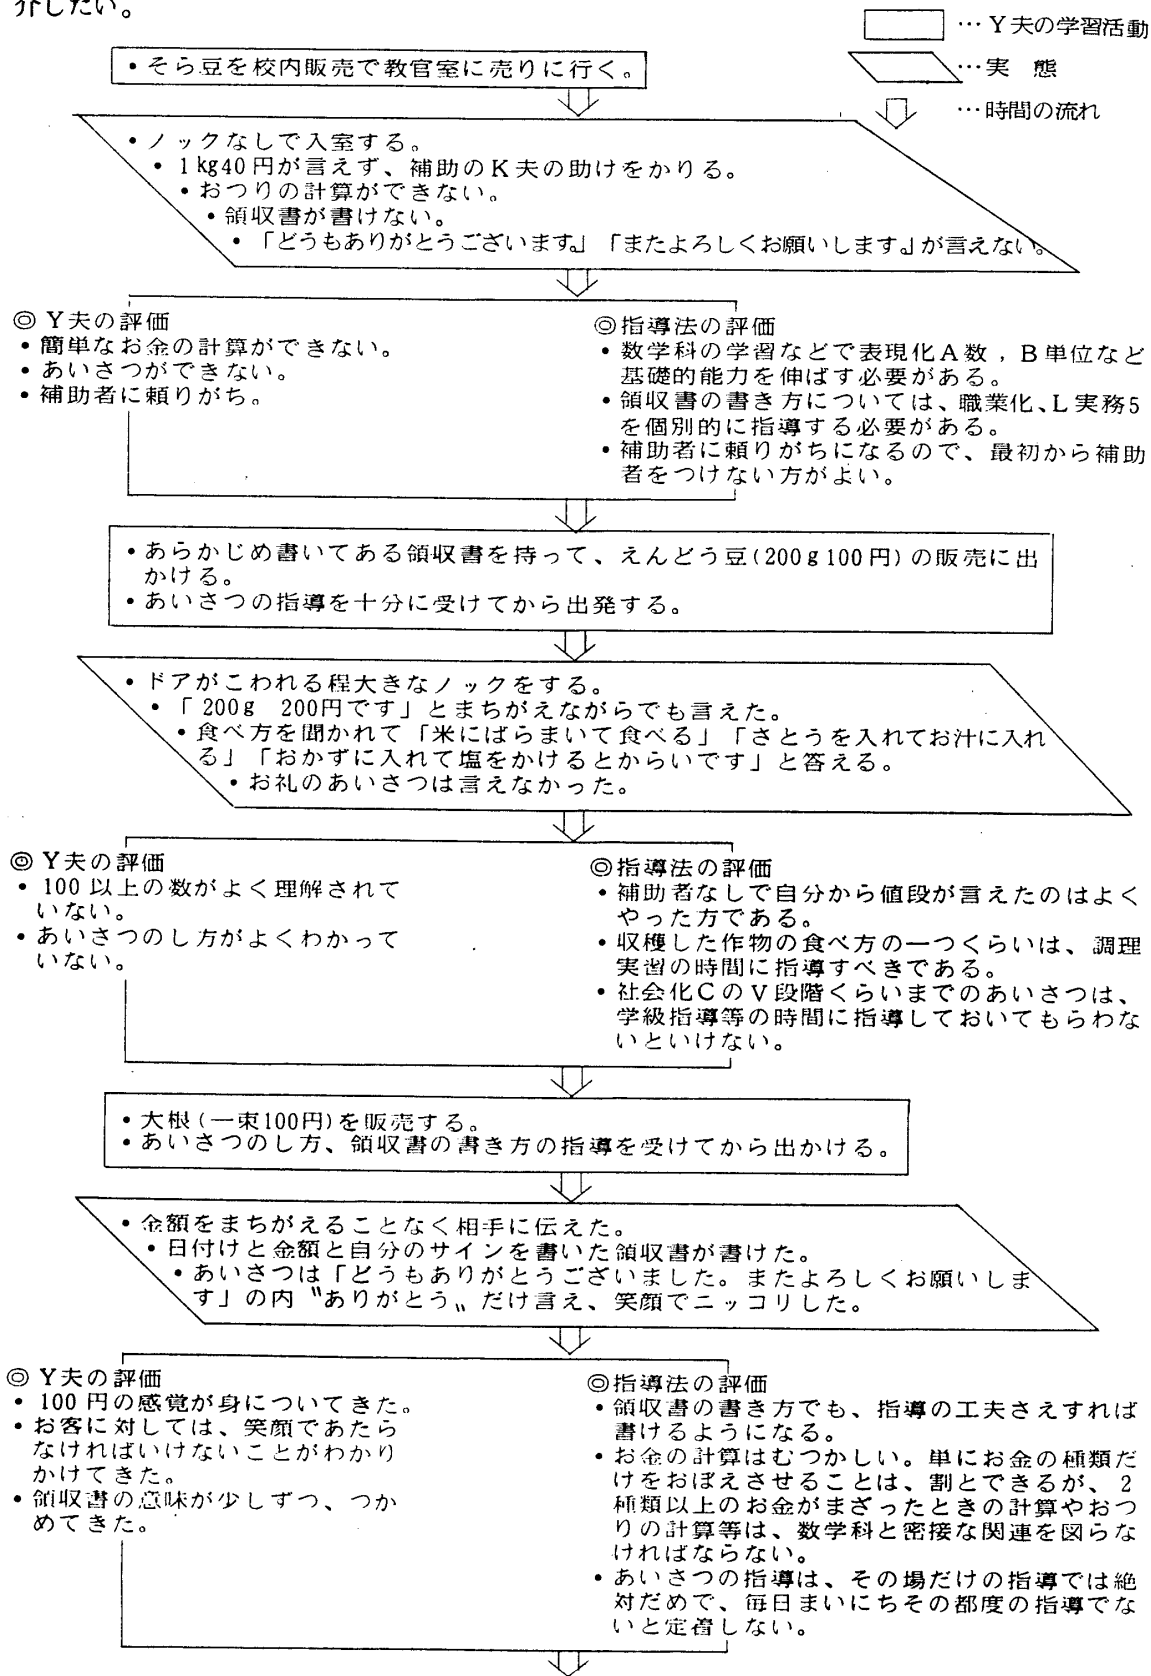 介したい。
…Y夫の学習活動
…実　態
…時間の流れ
・そら豆を校内販売で教官室に売りに行く。
・ノックなしで入室する。
・1kg40円が言えず、補助のK夫の助けをかりる。
・おつりの計算ができない。
・領収書が書けない。
・「どうもありがとうございます」「またよろしくお願いします」が言えない。
◎Y夫の評価
・簡単なお金の計算ができない。
・あいさつができない。
・補助者に頼りがち。
◎指導法の評価
・数学科の学習などで表現化A数，B単位など
基礎的能力を伸ばす必要がある。
・領収書の書き方については、職業化、L実務5
を個別的に指導する必要がある。
・補助者に頼りがちになるので、最初から補助
者をつけない方がよい。
・あらかじめ書いてある領収書を持って、えんどう豆(200g100円)の販売に出
かける。
・あいさつの指導を十分に受けてから出発する。
・ドアがこわれる程大きなノックをする。
・「200g　200円です」とまちがえながらでも言えた。
・食べ方を聞かれて「米にばらまいて食べる」「さとうを入れてお汁に入れ
る」「おかずに入れて塩をかけるとからいです」と答える。
・お礼のあいさつは言えなかった。
◎Y夫の評価
・100以上の数がよく理解されて
いない。
・あいさつのし方がよくわかって
いない。
◎指導法の評価
・補助者なしで自分から値段が言えたのはよく
やった方である。
・収穫した作物の食べ方の一つくらいは、調理
実習の時間に指導すべきである。
・社会化CのV段階くらいまでのあいさつは、
学級指導等の時間に指導しておいてもらわな
いといけない。
・大根(一束100円)を販売する。
・あいさつのし方、領収書の書き方の指導を受けてから出かける。
・金額をまちがえることなく相手に伝えた。
・日付けと金額と自分のサインを書いた領収書が書けた。
・あいさつは「どうもありがとうございました。またよろしくお願いしま
す」の内〝ありがとう〟だけ言え、笑顔でニッコリした。
◎Y夫の評価
・100円の感覚が身についてきた。
・お客に対しては、笑顔であたら
なければいけないことがわかり
かけてきた。
・領収書の意味が少しずつ、つか
めてきた。
◎指導法の評価
・領収書の書き方でも、指導の工夫さえすれば
書けるようになる。
・お金の計算はむつかしい。単にお金の種類だ
けをおぼえさせることは、割とできるが、2
種類以上のお金がまざったときの計算やおつ
りの計算等は、数学科と密接な関連を図らな
ければならない。
・あいさつの指導は、その場だけの指導では絶
対だめで、毎日まいにちその都度の指導でな
いと定着しない。